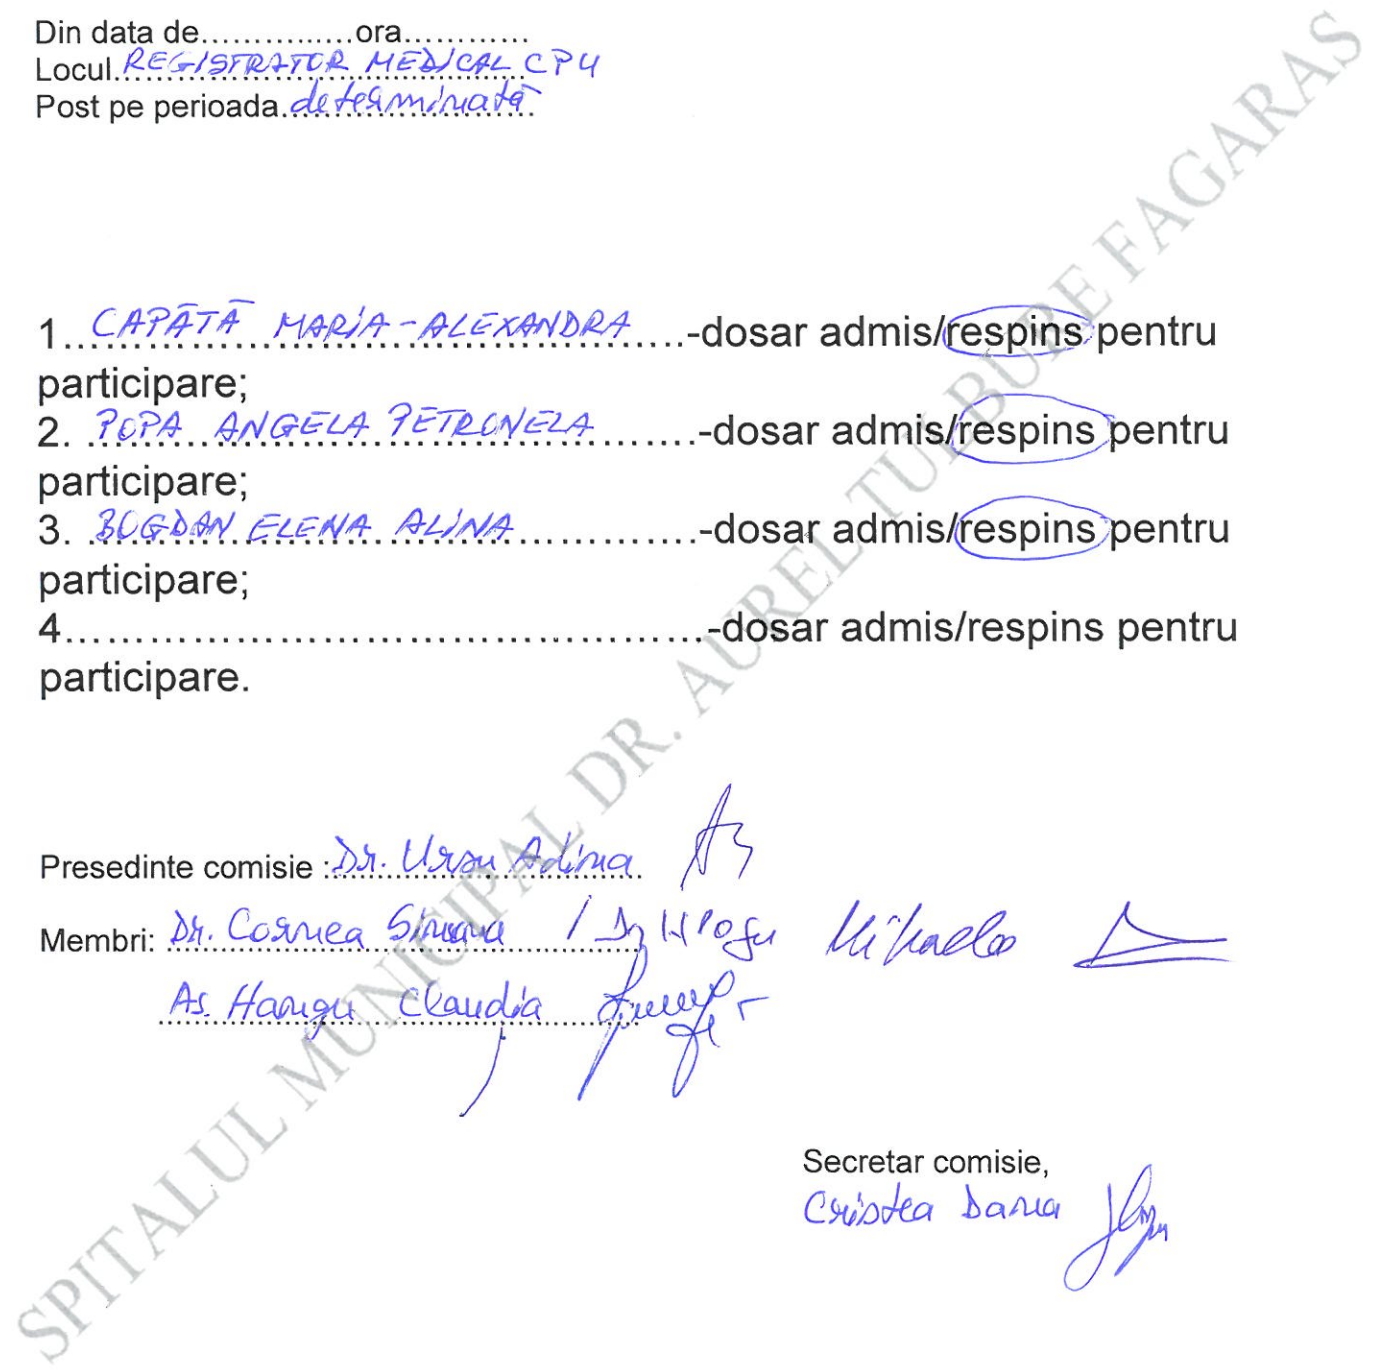 Din data de...............ora............
Locul. REGISTRATOR MEDICAL CPU
Post pe perioada determinată
1. CAPĂTĂ MARIA-ALEXANDRA -dosar admis/respins pentru
participare;
2. POPA ANGELA PETRONELA -dosar admis/respins pentru
participare;
3. BOGDAN ELENA ALINA -dosar admis/respins pentru
participare;
4..............................................-dosar admis/respins pentru
participare.
Presedinte comisie : Dr. Ursu Adina
Membri: Dr. Cornea Simona / Dr Mihaela
As. Hangu Claudia
Secretar comisie,
Cristea Dana
SPITALUL MUNICIPAL DR. AUREL TULBURE FAGARAS